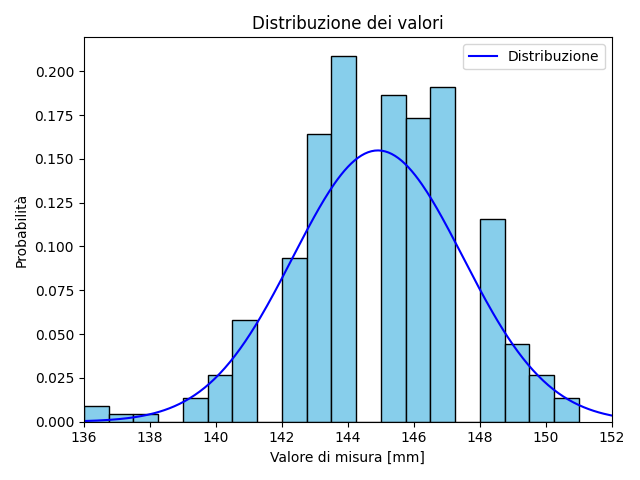 Distribuzione dei valori
Distribuzione
Probabilità
0.200
0.175
0.150
0.125
0.100
0.075
0.050
0.025
0.000
136 138 140 142 144 146 148 150 152
Valore di misura [mm]